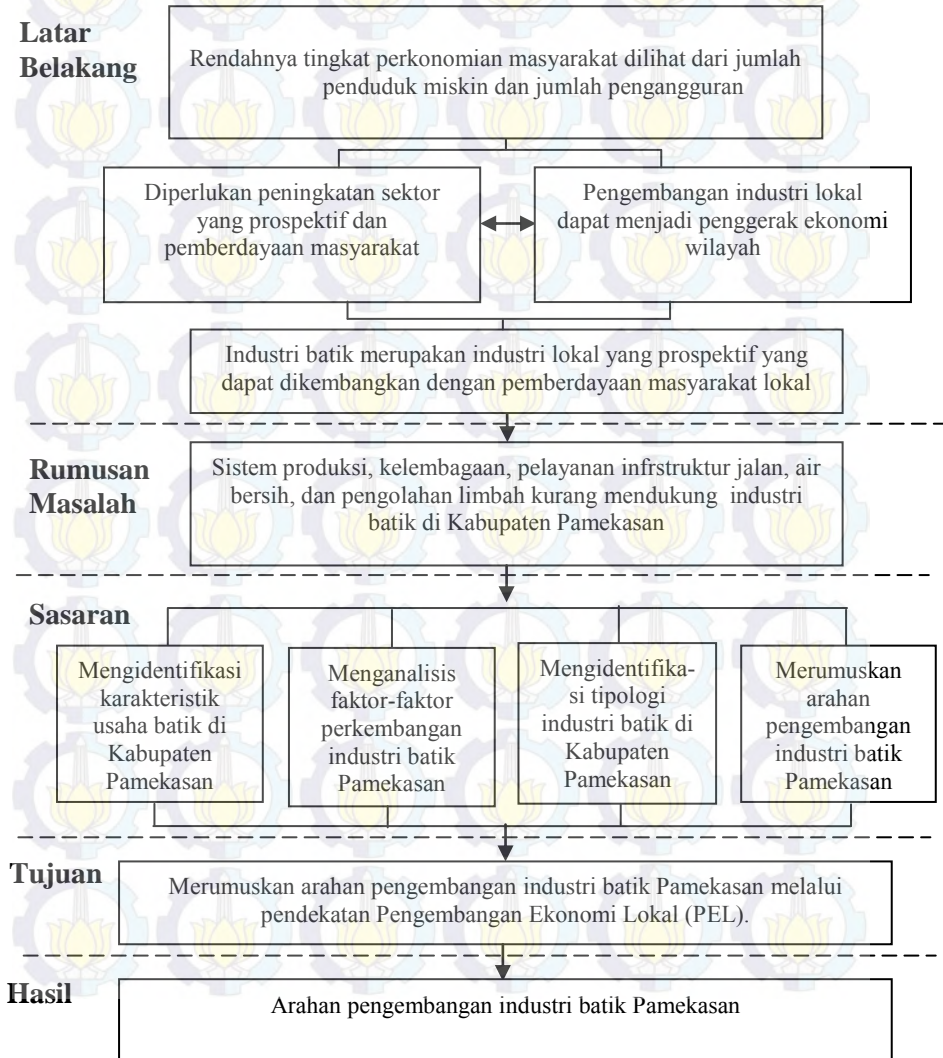 Latar
Belakang
Rendahnya tingkat perkonomian masyarakat dilihat dari jumlah
penduduk miskin dan jumlah pengangguran
Diperlukan peningkatan sektor
yang prospektif dan
pemberdayaan masyarakat
Pengembangan industri lokal
dapat menjadi penggerak ekonomi
wilayah
Industri batik merupakan industri lokal yang prospektif yang
dapat dikembangkan dengan pemberdayaan masyarakat lokal
Rumusan
Masalah
Sistem produksi, kelembagaan, pelayanan infrstruktur jalan, air
bersih, dan pengolahan limbah kurang mendukung industri
batik di Kabupaten Pamekasan
Sasaran
Mengidentifikasi
karakteristik
usaha batik di
Kabupaten
Pamekasan
Menganalisis
faktor-faktor
perkembangan
industri batik
Pamekasan
Mengidentifika-
si tipologi
industri batik di
Kabupaten
Pamekasan
Merumuskan
arahan
pengembangan
industri batik
Pamekasan
Tujuan
Merumuskan arahan pengembangan industri batik Pamekasan melalui
pendekatan Pengembangan Ekonomi Lokal (PEL).
Hasil
Arahan pengembangan industri batik Pamekasan